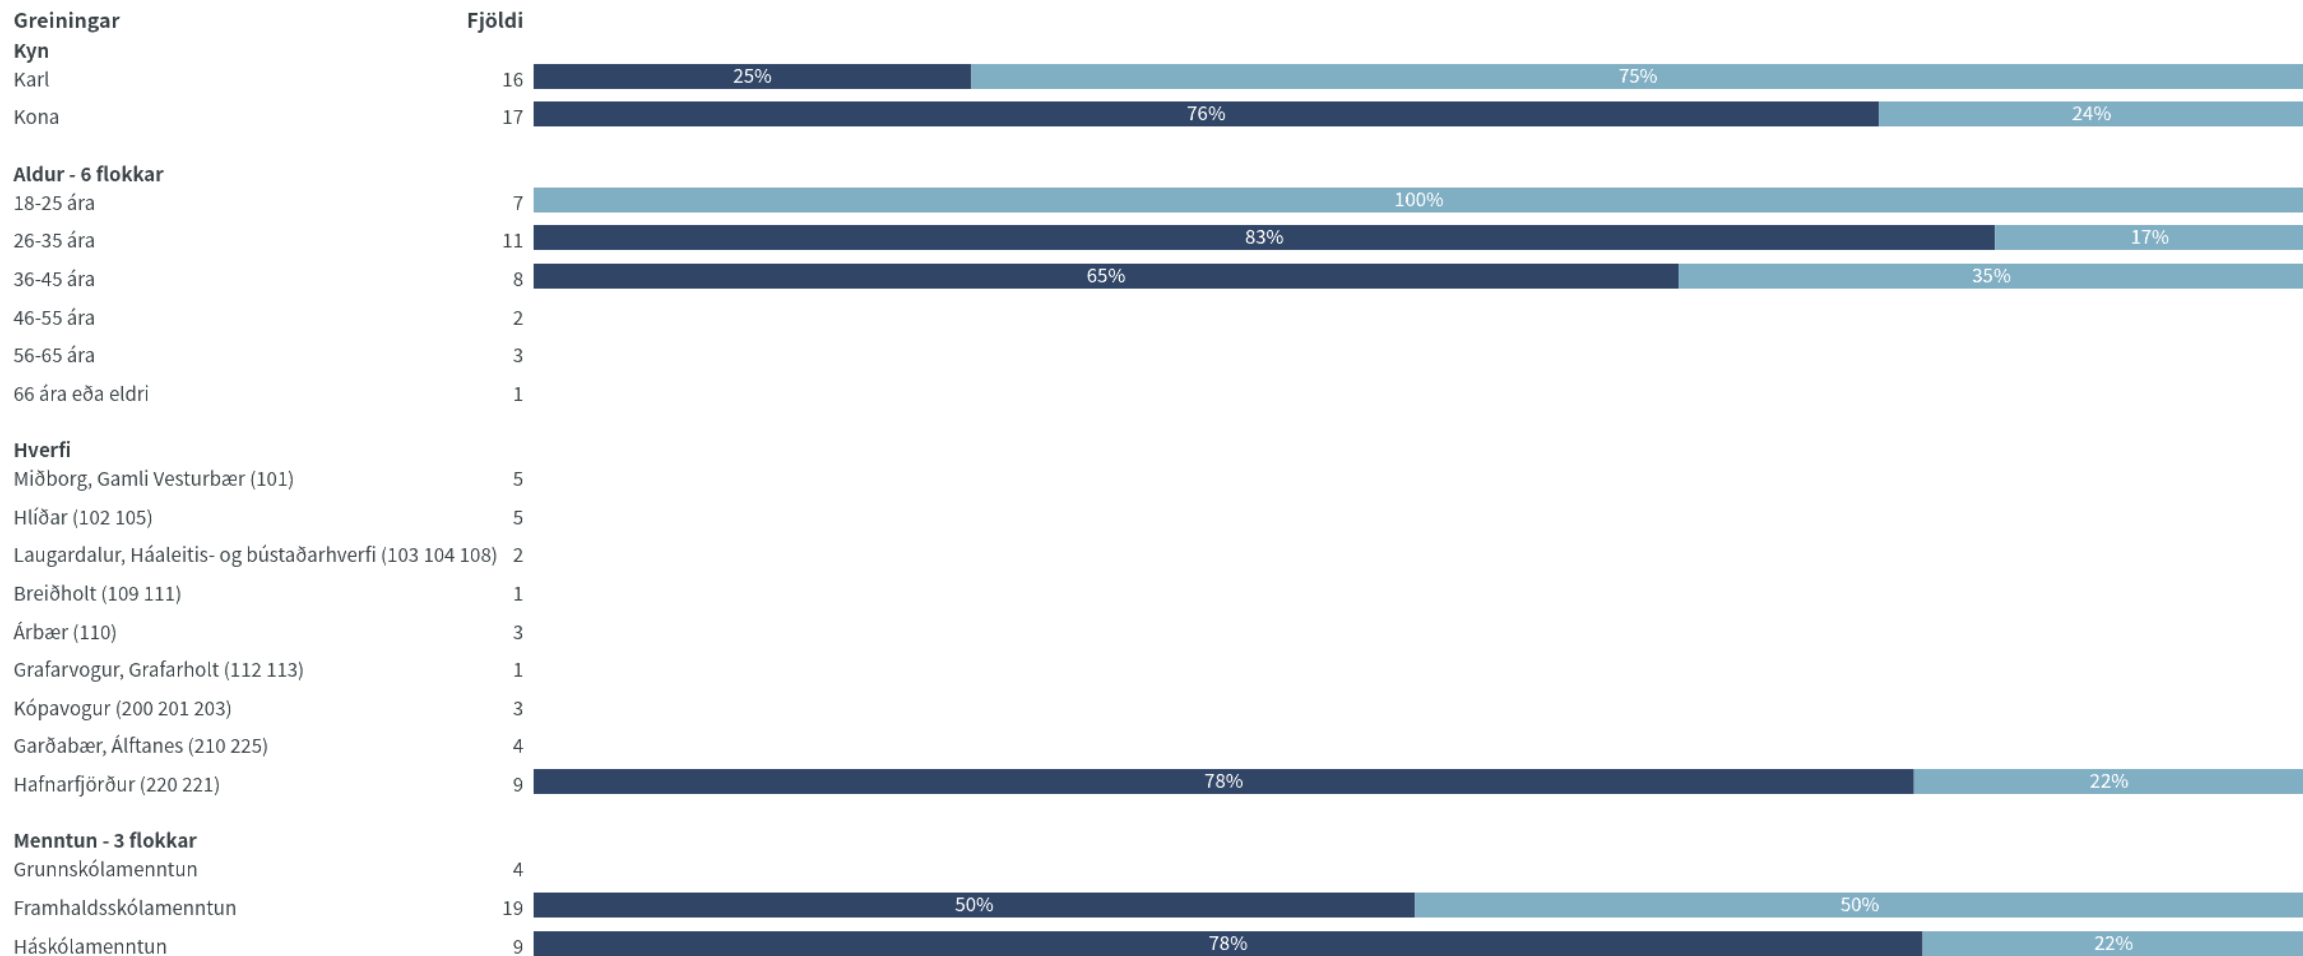 Greiningar Fjöldi
Kyn
Karl 16 25% 75%
Kona 17 76% 24%
Aldur - 6 flokkar
18-25 ára 7 100%
26-35 ára 11 83% 17%
36-45 ára 8 65% 35%
46-55 ára 2
56-65 ára 3
66 ára eða eldri 1
Hverfi
Miðborg, Gamli Vesturbær (101) 5
Hlíðar (102 105) 5
Laugardalur, Háaleitis- og bústaðarhverfi (103 104 108) 2
Breiðholt (109 111) 1
Árbær (110) 3
Grafarvogur, Grafarholt (112 113) 1
Kópavogur (200 201 203) 3
Garðabær, Álftanes (210 225) 4
Hafnarfjörður (220 221) 9 78% 22%
Menntun - 3 flokkar
Grunnskólamenntun 4
Framhaldsskólamenntun 19 50% 50%
Háskólamenntun 9 78% 22%